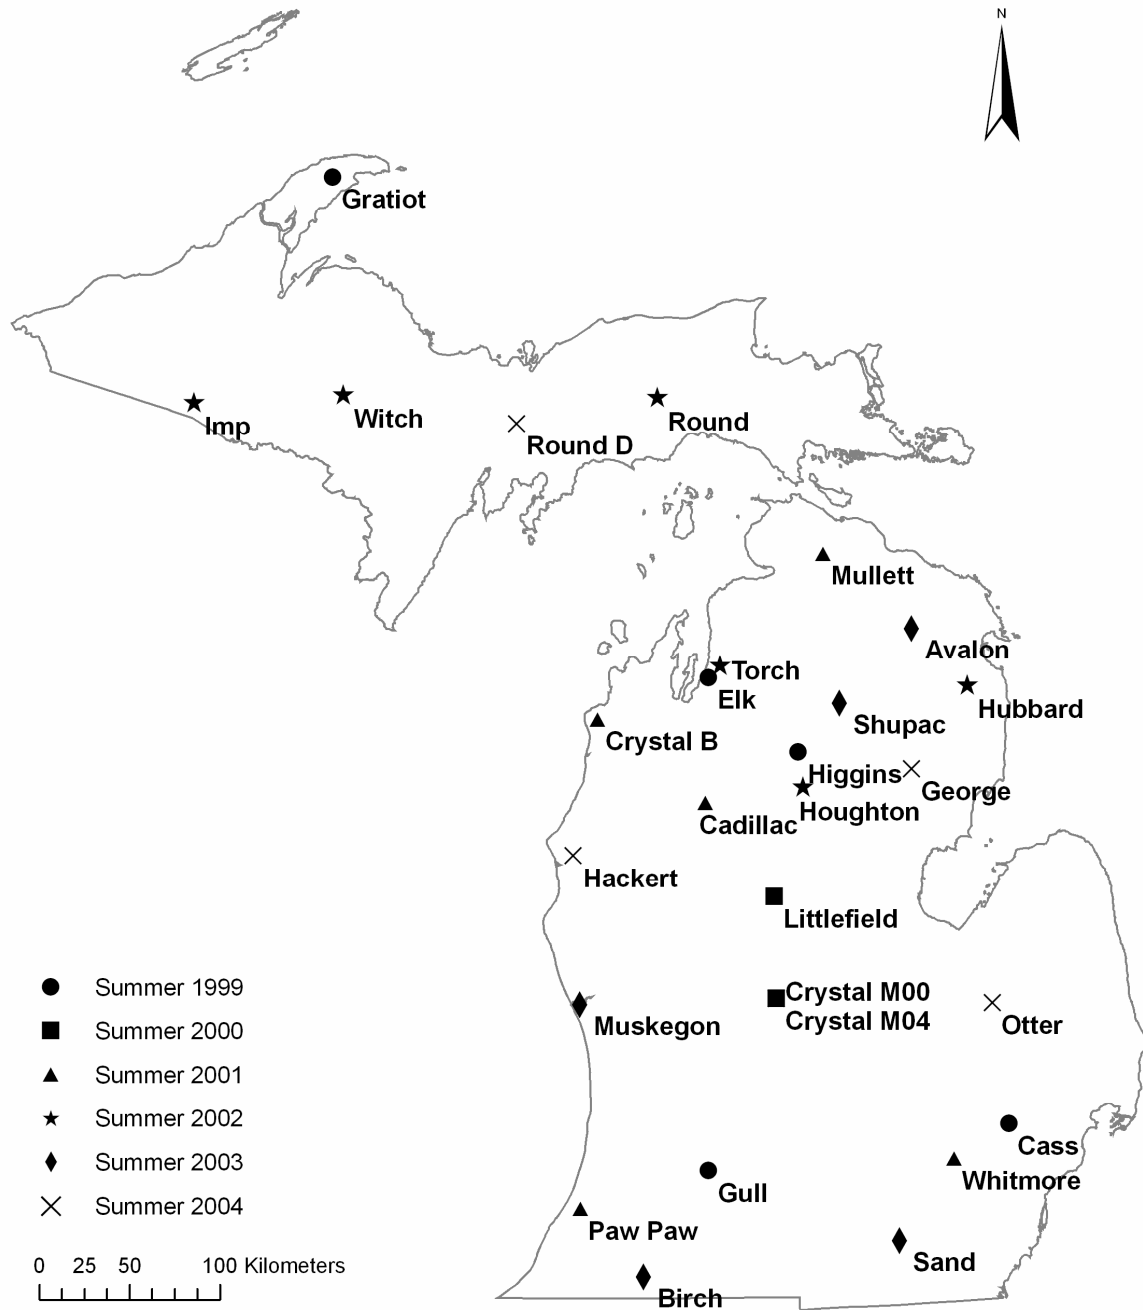 N
Gratiot
Imp
Witch
Round D
Round
Mullett
Avalon
Torch
Elk
Hubbard
Shupac
Crystal B
Higgins
George
Houghton
Cadillac
Hackert
Littlefield
Summer 1999
Crystal M00
Crystal M04
Muskegon
Otter
Summer 2000
Summer 2001
Summer 2002
Cass
Summer 2003
Whitmore
Gull
Summer 2004
Paw Paw
Sand
0 25 50 100 Kilometers
Birch